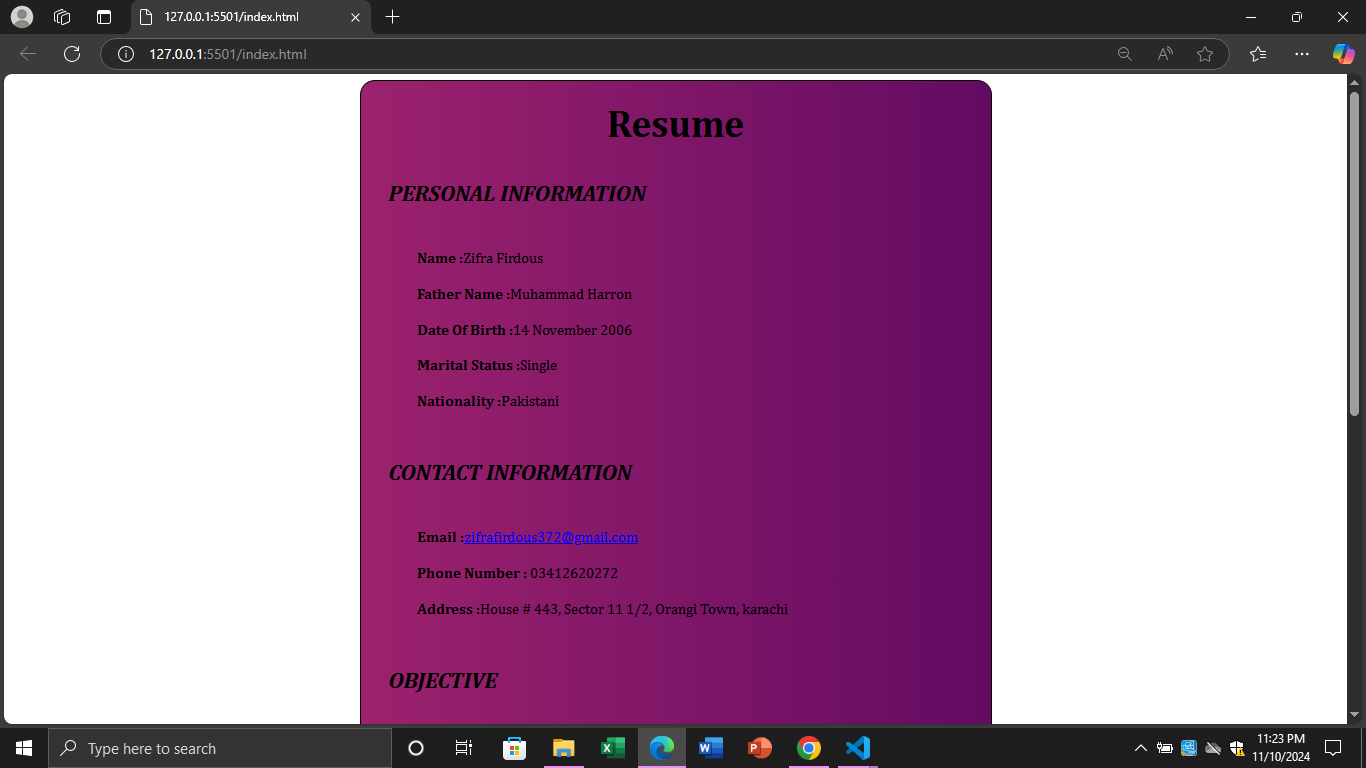 127.0.0.1:5501/index.html
127.0.0.1:5501/index.html
Resume
PERSONAL INFORMATION
Name :Zifra Firdous
Father Name :Muhammad Harron
Date Of Birth :14 November 2006
Marital Status :Single
Nationality :Pakistani
CONTACT INFORMATION
Email :zifrafirdous372@gmail.com
Phone Number : 03412620272
Address :House # 443, Sector 11 1/2, Orangi Town, karachi
OBJECTIVE
Type here to search
11:23 PM
11/10/2024